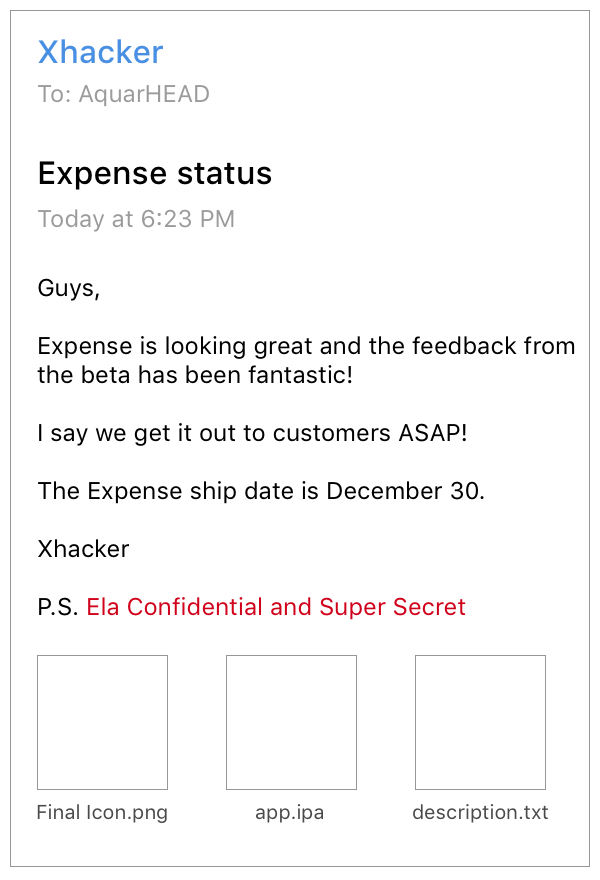 Xhacker
To: AquarHEAD
Expense status
Today at 6:23 PM
Guys,
Expense is looking great and the feedback from
the beta has been fantastic!
I say we get it out to customers ASAP!
The Expense ship date is December 30.
Xhacker
P.S. Ela Confidential and Super Secret
Final Icon.png
app.ipa
description.txt